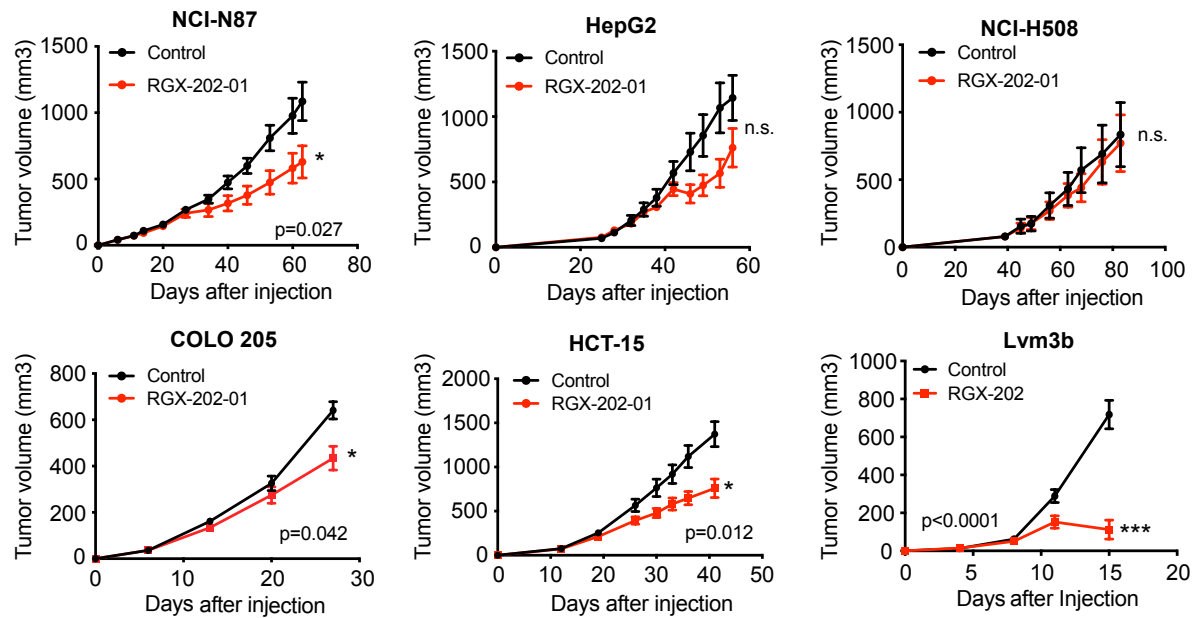 NCI-N87
Tumor volume (mm3)
1500
1000
500
0
Control
RGX-202-01
*
p=0.027
0 20 40 60 80
Days after injection
HepG2
Tumor volume (mm3)
1500
1000
500
0
Control
RGX-202-01
n.s.
0 20 40 60
Days after injection
NCI-H508
Tumor volume (mm3)
1500
1000
500
0
Control
RGX-202-01
n.s.
0 20 40 60 80 100
Days after injection
COLO 205
Tumor volume (mm3)
800
600
400
200
0
Control
RGX-202-01
*
p=0.042
0 10 20 30
Days after injection
HCT-15
Tumor volume (mm3)
2000
1500
1000
500
0
Control
RGX-202-01
*
p=0.012
0 10 20 30 40 50
Days after injection
Lvm3b
Tumor volume (mm3)
1000
800
600
400
200
0
Control
RGX-202
p<0.0001
***
0 5 10 15 20
Days after Injection